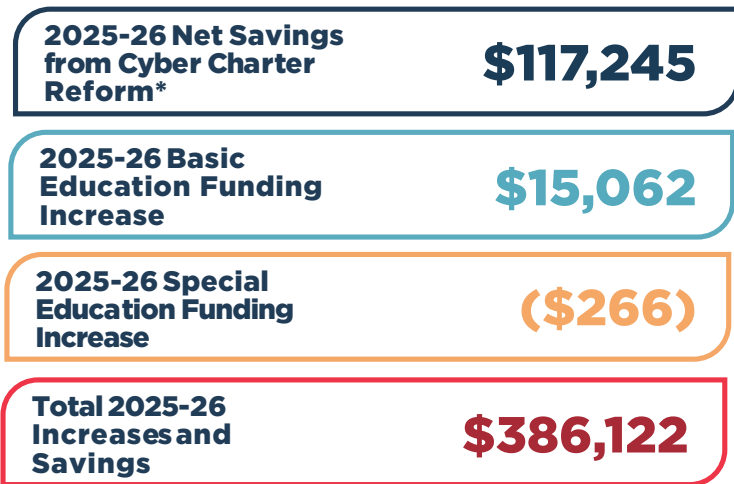 2025-26 Net Savings
from Cyber Charter
Reform*
$117,245
2025-26 Basic
Education Funding
Increase
$15,062
2025-26 Special
Education Funding
Increase
($266)
Total 2025-26
Increases and
Savings
$386,122